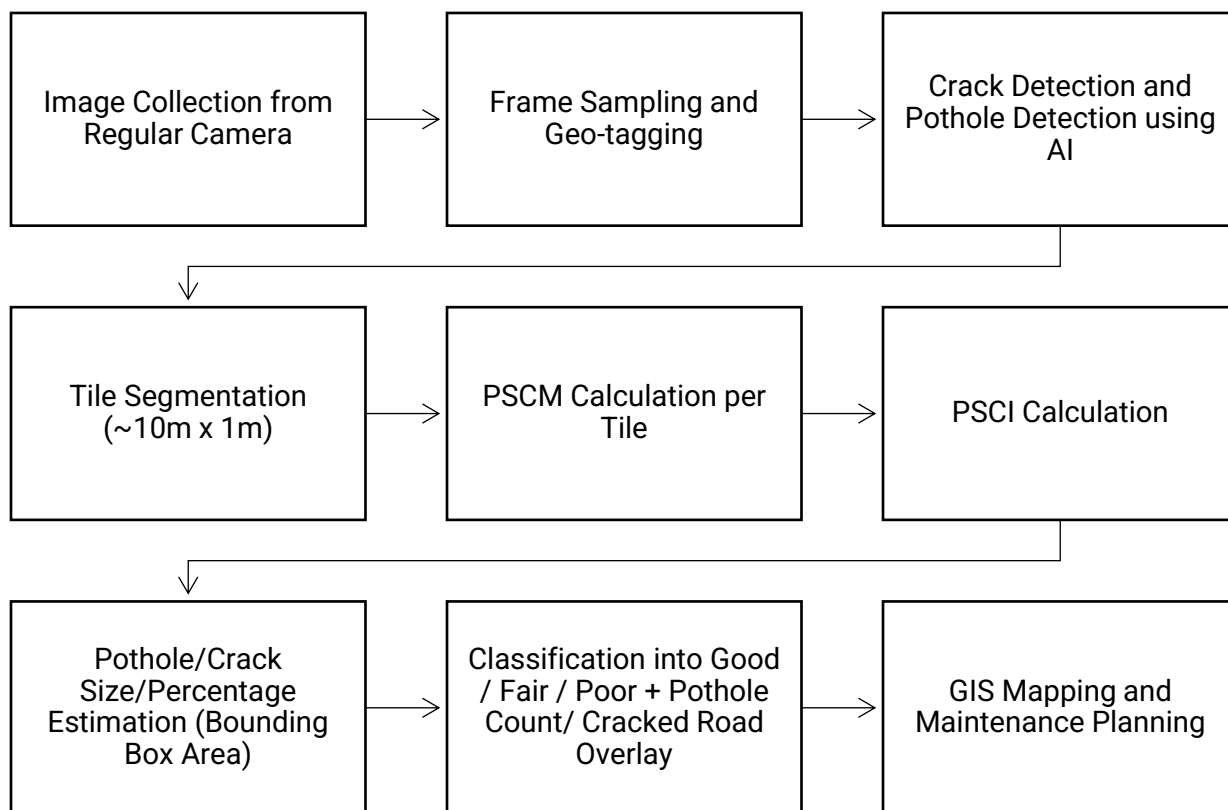 Image Collection from
Regular Camera
Frame Sampling and
Geo-tagging
Crack Detection and
Pothole Detection using
AI
Tile Segmentation
(~10m x 1m)
PSCM Calculation per
Tile
PSCI Calculation
Pothole/Crack
Size/Percentage
Estimation (Bounding
Box Area)
Classification into Good
/ Fair / Poor + Pothole
Count/ Cracked Road
Overlay
GIS Mapping and
Maintenance Planning